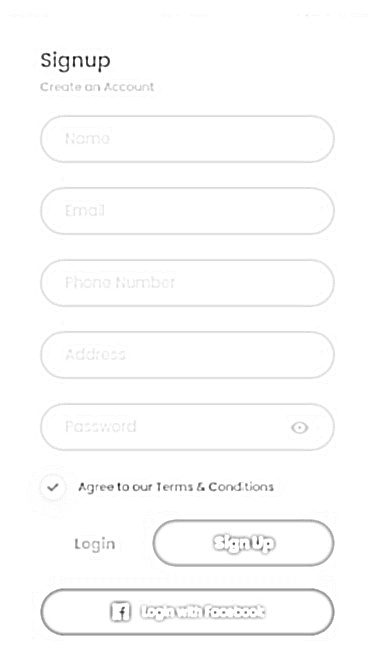 Signup
Create an Account
Name
Email
Phone Number
Address
Password
Agree to our Terms & Conditions
Login
Sign Up
Login with Facebook